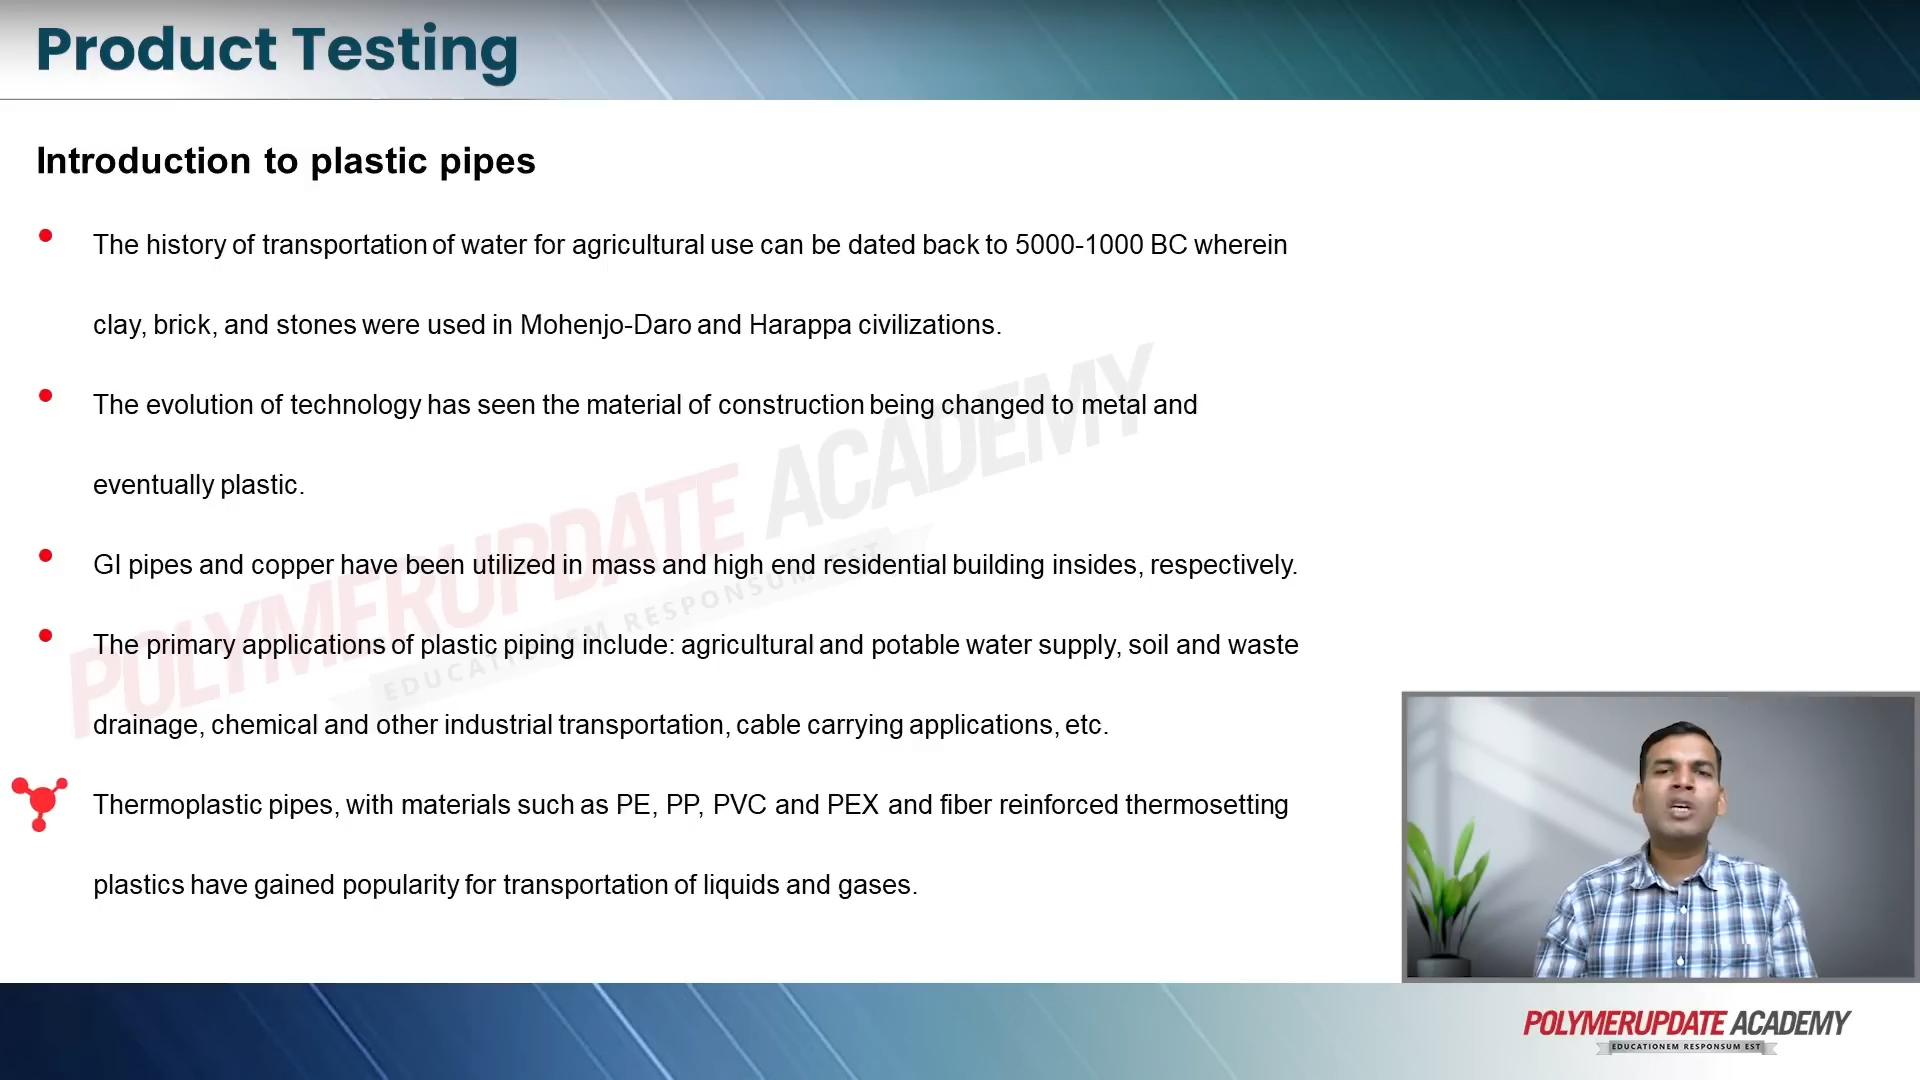 Product Testing
Introduction to plastic pipes
The history of transportation of water for agricultural use can be dated back to 5000-1000 BC wherein
clay, brick, and stones were used in Mohenjo-Daro and Harappa civilizations.
The evolution of technology has seen the material of construction being changed to metal and
eventually plastic.
GI pipes and copper have been utilized in mass and high end residential building insides, respectively.
The primary applications of plastic piping include: agricultural and potable water supply, soil and waste
drainage, chemical and other industrial transportation, cable carrying applications, etc.
Thermoplastic pipes, with materials such as PE, PP, PVC and PEX and fiber reinforced thermosetting
plastics have gained popularity for transportation of liquids and gases.
POLYMERUPDATE ACADEMY
EDUCATIONEM RESPONSUM EST
POLYMERUPDATE ACADEMY
EDUCATIONEM RESPONSUM EST